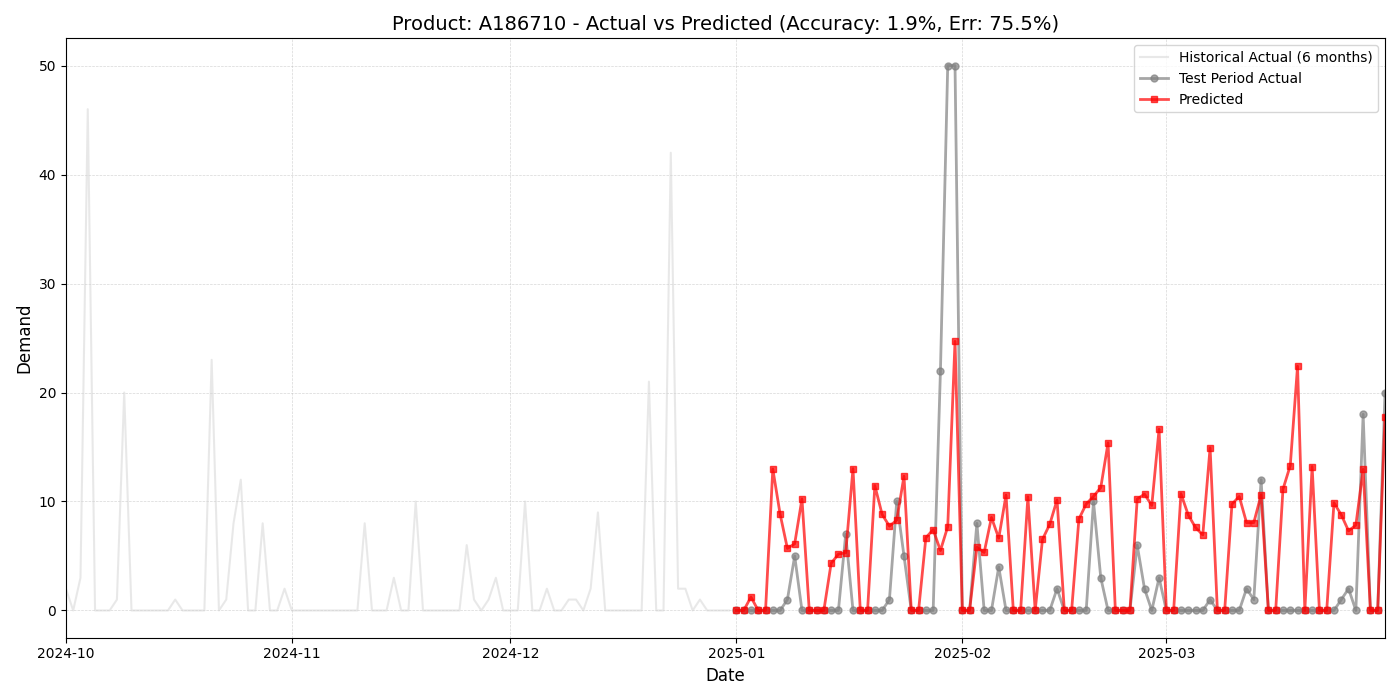 Product: A186710 - Actual vs Predicted (Accuracy: 1.9%, Err: 75.5%)
Historical Actual (6 months)
Test Period Actual
Predicted
Demand
50
40
30
20
10
0
2024-10
2024-11
2024-12
2025-01
2025-02
2025-03
Date